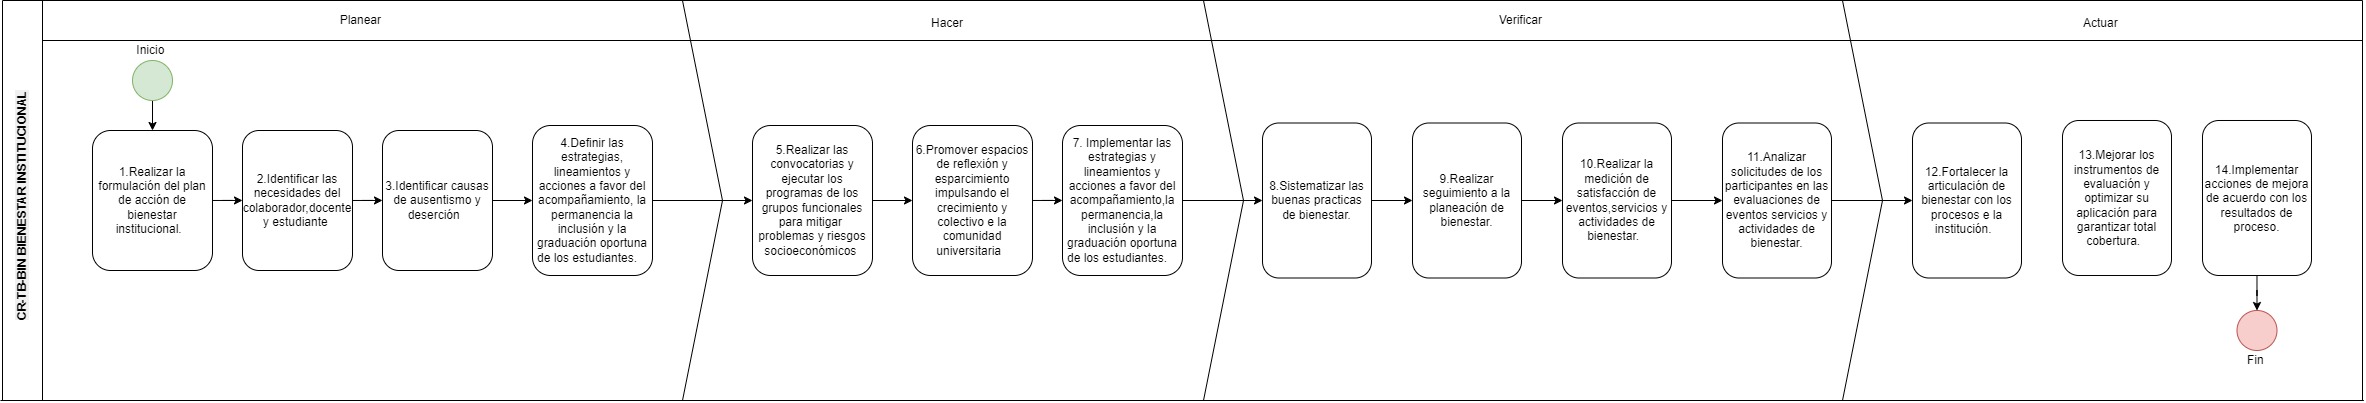 CR-TB-BIN BIENESTAR INSTITUCIONAL
Planear
Hacer
Verificar
Actuar
Inicio
1.Realizar la
formulación del plan
de acción de
bienestar
institucional.
2.Identificar las
necesidades del
colaborador,docente
y estudiante
3.Identificar causas
de ausentismo y
deserción
4.Definir las
estrategias,
lineamientos y
acciones a favor del
acompañamiento, la
permanencia la
inclusión y la
graduación oportuna
de los estudiantes.
5.Realizar las
convocatorias y
ejecutar los
programas de los
grupos funcionales
para mitigar
problemas y riesgos
socioeconómicos
6.Promover espacios
de reflexión y
esparcimiento
impulsando el
crecimiento y
colectivo e la
comunidad
universitaria
7. Implementar las
estrategias y
lineamientos y
acciones a favor del
acompañamiento,la
permanencia,la
inclusión y la
graduación oportuna
de los estudiantes.
8.Sistematizar las
buenas practicas
de bienestar.
9.Realizar
seguimiento a la
planeación de
bienestar.
10.Realizar la
medición de
satisfacción de
eventos,servicios y
actividades de
bienestar.
11.Analizar
solicitudes de los
participantes en las
evaluaciones de
eventos servicios y
actividades de
bienestar.
12.Fortalecer la
articulación de
bienestar con los
procesos e la
institución.
13.Mejorar los
instrumentos de
evaluación y
optimizar su
aplicación para
garantizar total
cobertura.
14.Implementar
acciones de mejora
de acuerdo con los
resultados de
proceso.
Fin